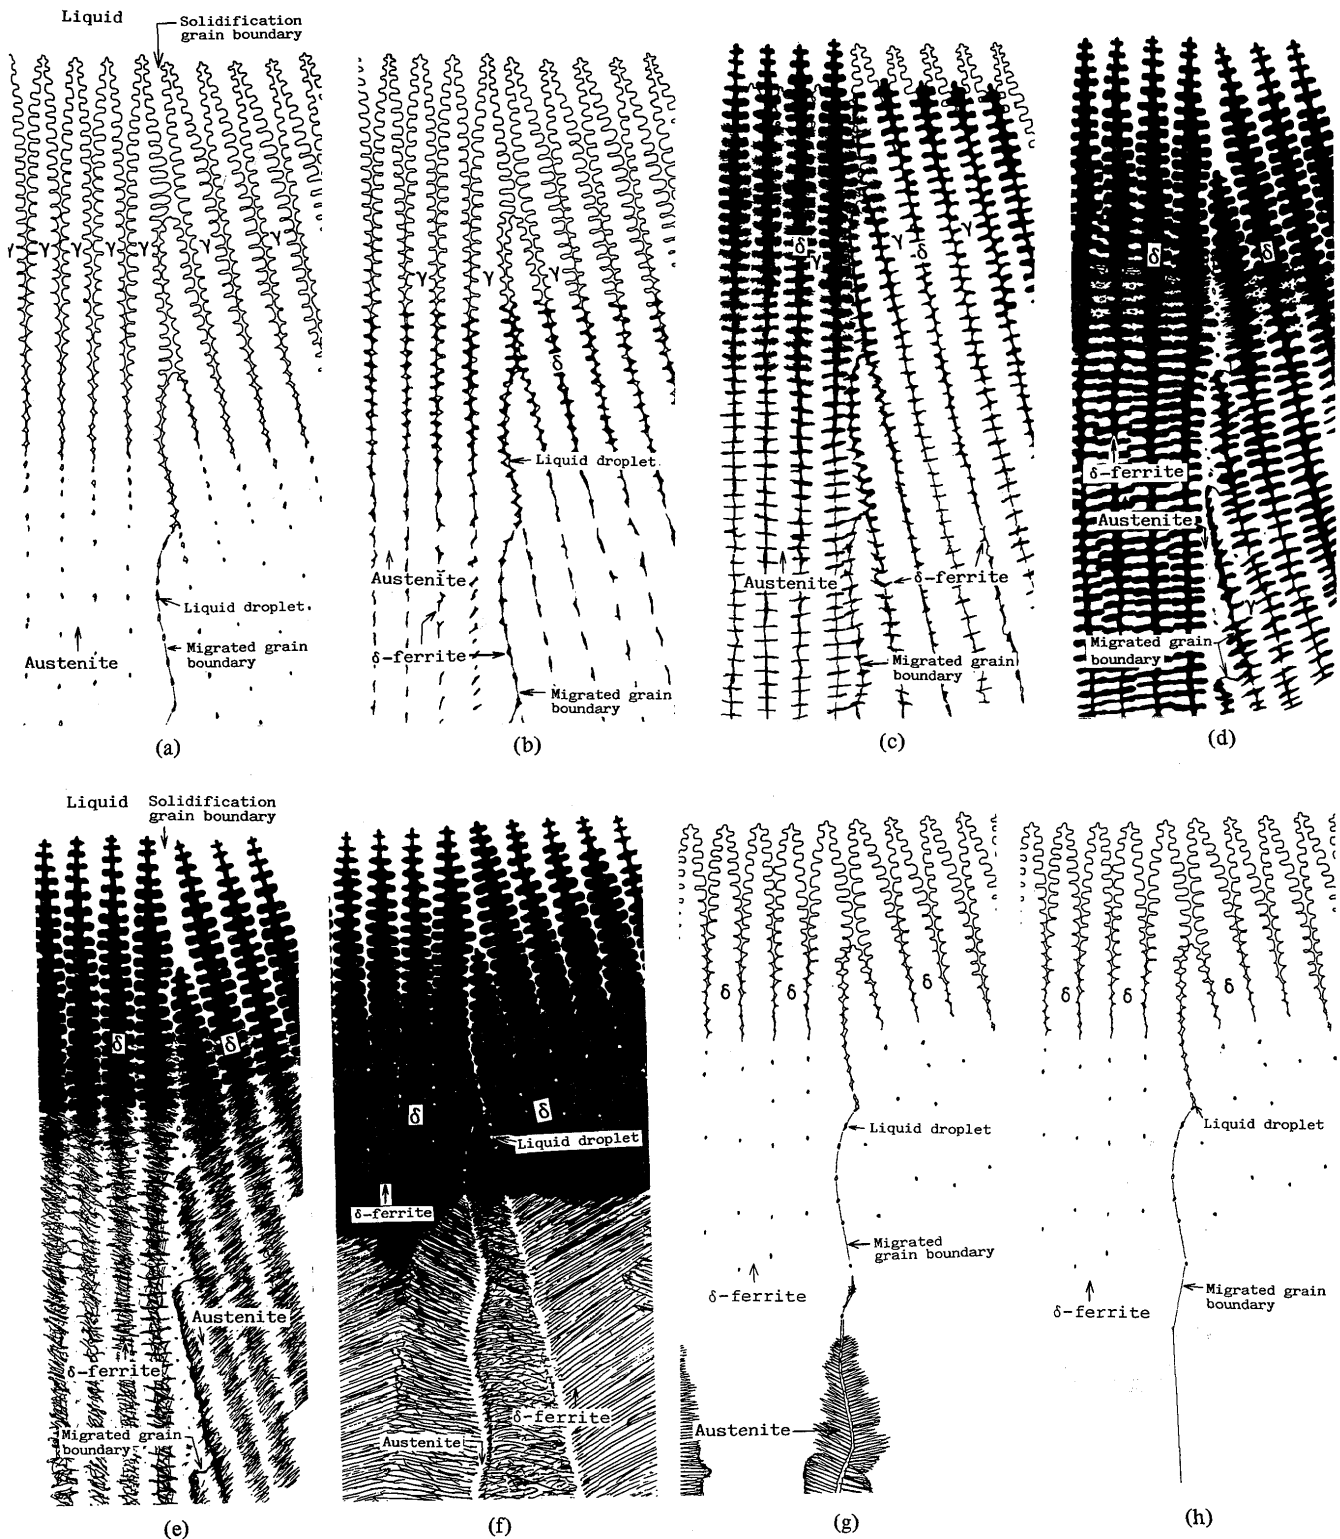 Liquid
Solidification
grain boundary
γ γ γ γ γ γ γ
Liquid droplet
Migrated grain
boundary
Austenite
(a)
γ γ γ
δ
Liquid droplet
Austenite
δ-ferrite
Migrated grain
boundary
(b)
δ γ γ δ γ
Austenite
δ-ferrite
Migrated grain
boundary
(c)
δ δ
δ-ferrite
Austenite
γ
Migrated grain
boundary
(d)
Liquid
Solidification
grain boundary
δ δ
Austenite
δ-ferrite
Migrated grain
boundary
(e)
δ δ
Liquid droplet
δ-ferrite
δ-ferrite
Austenite
(f)
δ δ δ
Liquid droplet
Migrated
grain boundary
δ-ferrite
Austenite
(g)
δ δ δ
Liquid droplet
Migrated grain
boundary
δ-ferrite
(h)